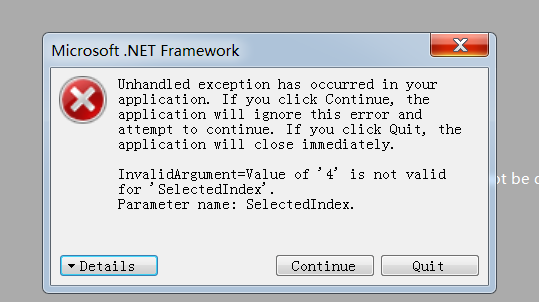 Microsoft .NET Framework
Unhandled exception has occurred in your
application. If you click Continue, the
application will ignore this error and
attempt to continue. If you click Quit, the
application will close immediately.
InvalidArgument=Value of '4' is not valid
for 'SelectedIndex'.
Parameter name: SelectedIndex.
be
Details
Continue
Quit